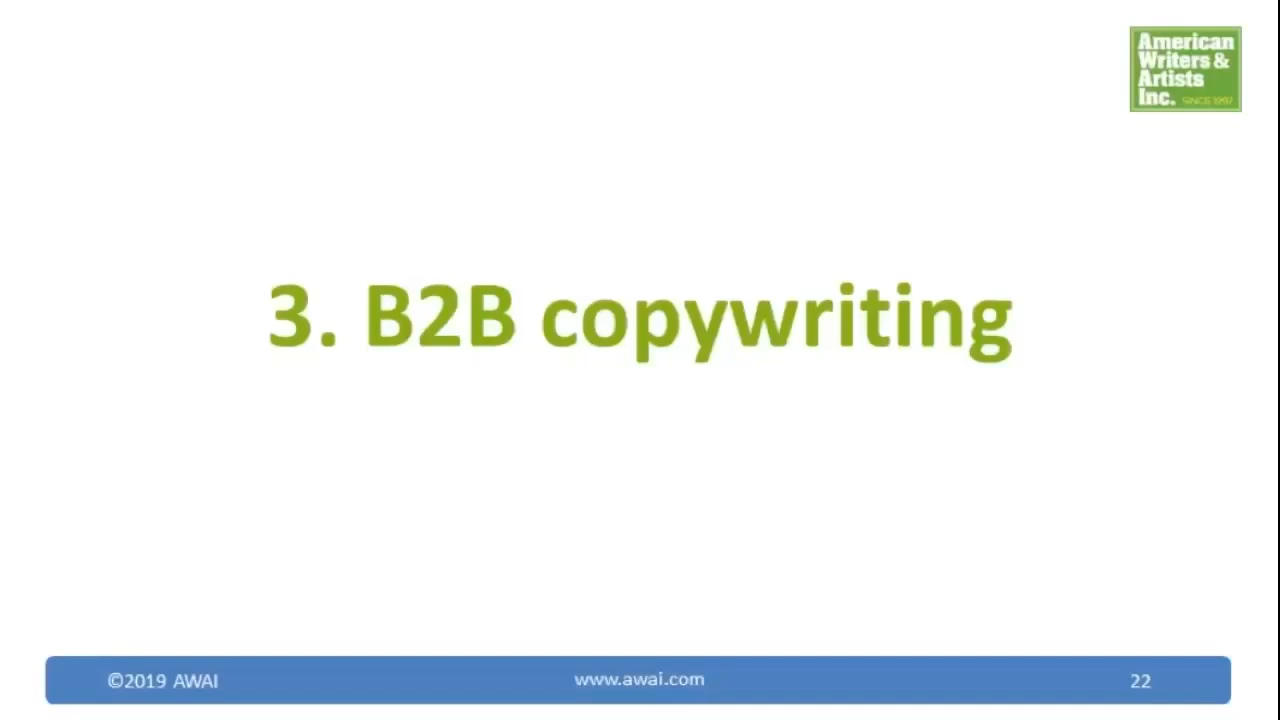 American
Writers &
Artists
Inc. SINCE 1997
3. B2B copywriting
©2019 AWAI
www.awai.com
22